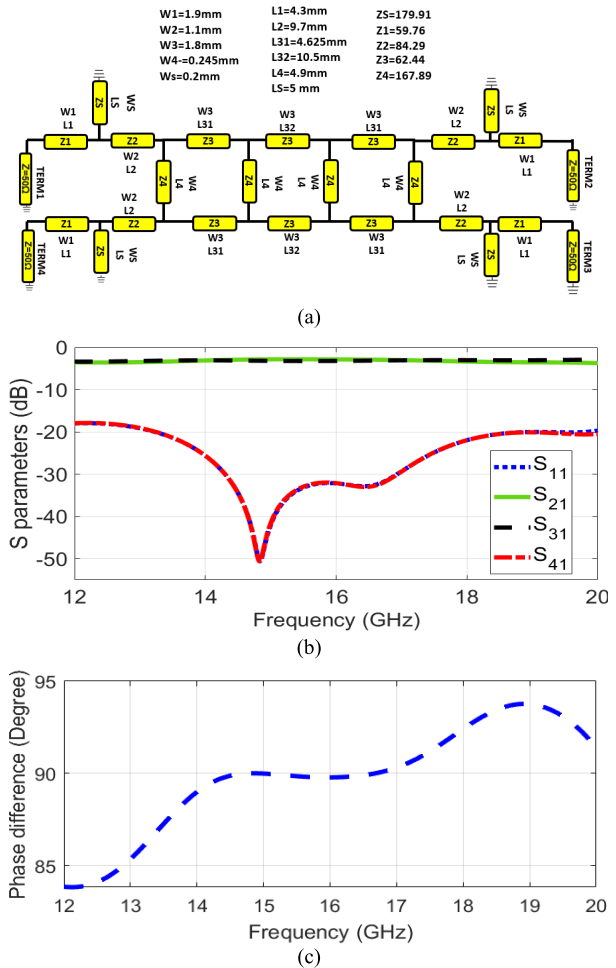 W1=1.9mm
W2=1.1mm
W3=1.8mm
W4-=0.245mm
Ws=0.2mm
L1=4.3mm
L2=9.7mm
L31=4.625mm
L32=10.5mm
L4=4.9mm
LS=5 mm
ZS=179.91
Z1=59.76
Z2=84.29
Z3=62.44
Z4=167.89
ZS
LS
WS
ZS
LS
WS
W1
L1
W2
L2
W3
L31
W3
L32
W3
L31
W2
L2
W1
L1
Z1
Z2
Z3
Z3
Z3
Z2
Z1
Z=50Ω
TERM1
Z4
L4
W4
Z4
L4
W4
Z4
L4
W4
Z4
L4
W4
Z=50Ω
TERM2
W2
L2
W2
L2
Z1
Z2
Z3
Z3
Z3
Z2
Z1
Z=50Ω
TERM4
W1
L1
ZS
LS
WS
W3
L31
W3
L32
W3
L31
ZS
LS
WS
W1
L1
Z=50Ω
TERM3
(a)
S parameters (dB)
0
-10
-20
-30
-40
-50
S11
S21
S31
S41
12 14 16 18 20
Frequency (GHz)
(b)
Phase difference (Degree)
95
90
85
12 13 14 15 16 17 18 19 20
Frequency (GHz)
(c)